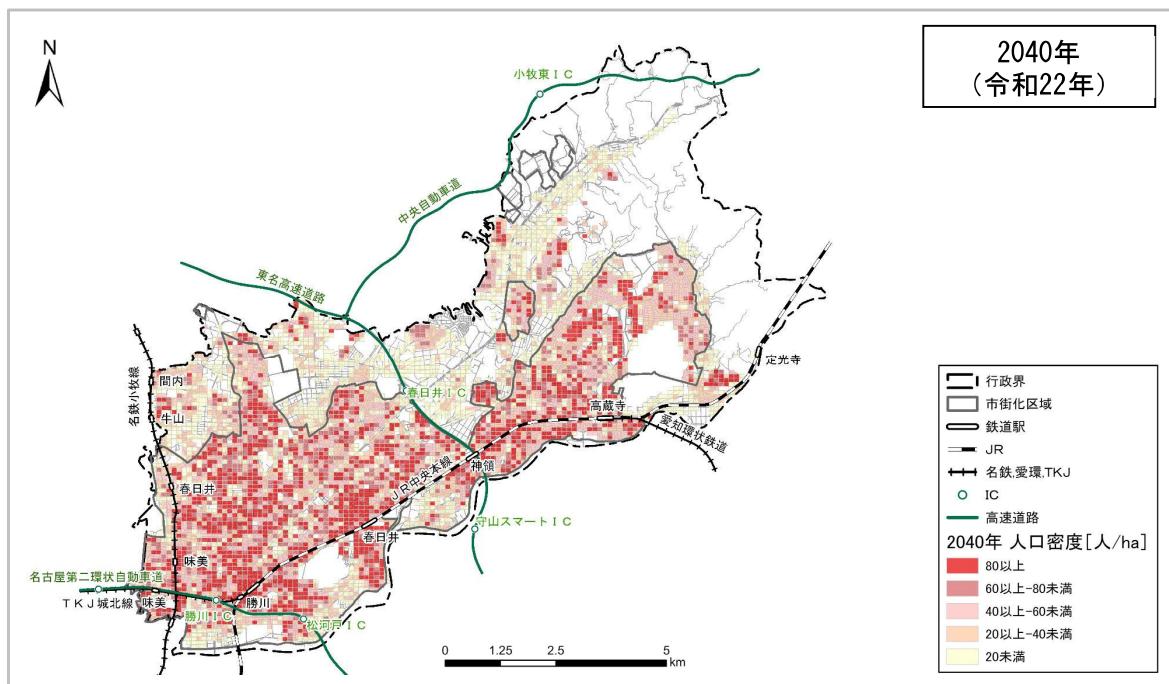 2040年
（令和22年）
N
小牧東ＩＣ
中央自動車道
東名高速道路
名鉄小牧線
間内
牛山
春日井ＩＣ
定光寺
高蔵寺
愛知環状鉄道
神領
ＪＲ中央本線
春日井
守山スマートＩＣ
春日井
味美
名古屋第二環状自動車道
ＴＫＪ城北線
味美
勝川
勝川ＩＣ
松河戸ＩＣ
0 1.25 2.5 5
km
行政界
市街化区域
鉄道駅
JR
名鉄,愛環,TKJ
IC
高速道路
2040年 人口密度[人/ha]
80以上
60以上-80未満
40以上-60未満
20以上-40未満
20未満